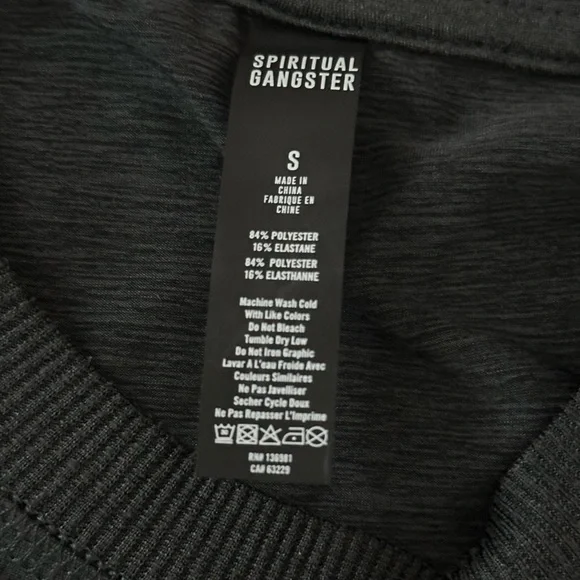 SPIRITUAL
GANGSTER
S
MADE IN
CHINA
FABRIQUE EN
CHINE
84% POLYESTER
16% ELASTANE
84% POLYESTER
16% ELASTHANNE
Machine Wash Cold
With Like Colors
Do Not Bleach
Tumble Dry Low
Do Not Iron Graphic
Lavar A L'eau Froide Avec
Couleurs Similaires
Ne Pas Javelliser
Secher Cycle Doux
Ne Pas Repasser L'Imprime
RN# 136981
CA# 63229